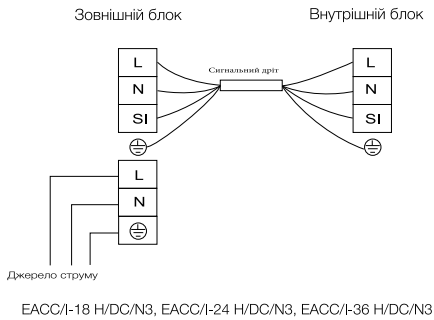 Зовнішній блок Внутрішній блок
Сигнальний дріт
L L
N N
SI SI
L
N
Джерело струму
EACC/I-18 H/DC/N3, EACC/I-24 H/DC/N3, EACC/I-36 H/DC/N3